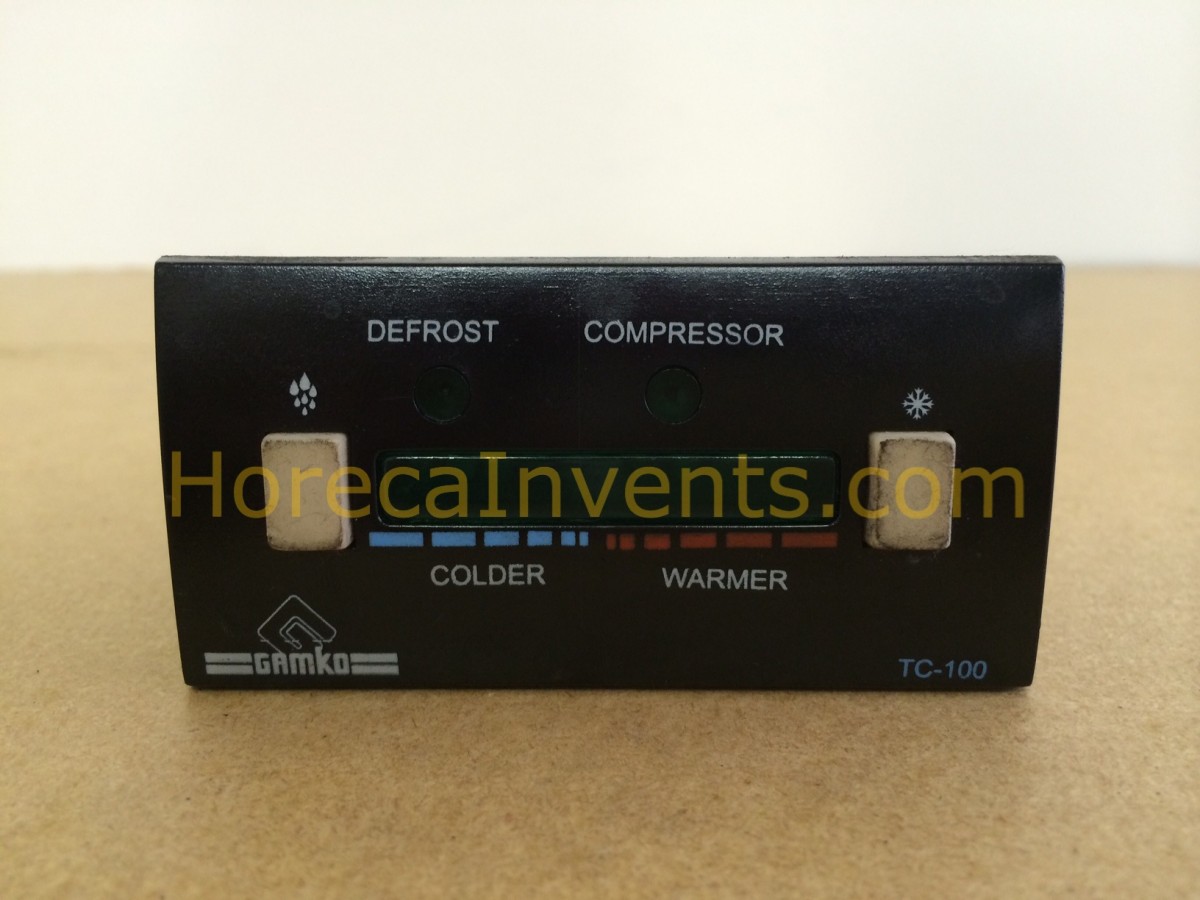 DEFROST COMPRESSOR
HorecaInvents.com
COLDER WARMER
GAMKO
TC-100